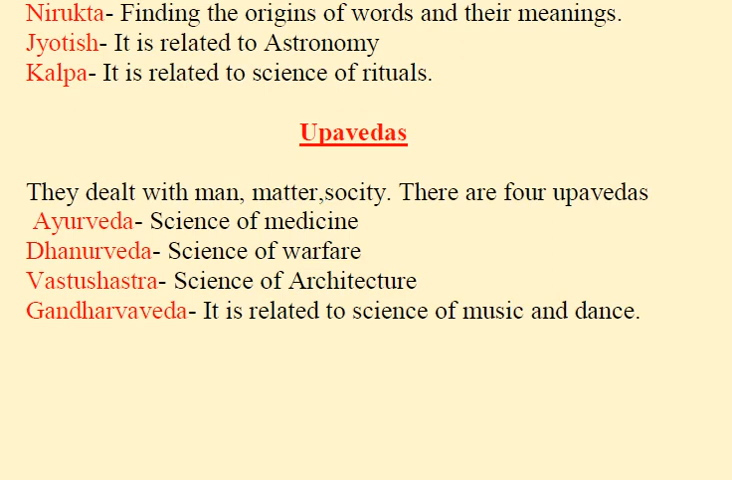 Nirukta- Finding the origins of words and their meanings.
Jyotish- It is related to Astronomy
Kalpa- It is related to science of rituals.
Upavedas
They dealt with man, matter,socity. There are four upavedas
Ayurveda- Science of medicine
Dhanurveda- Science of warfare
Vastushastra- Science of Architecture
Gandharvaveda- It is related to science of music and dance.